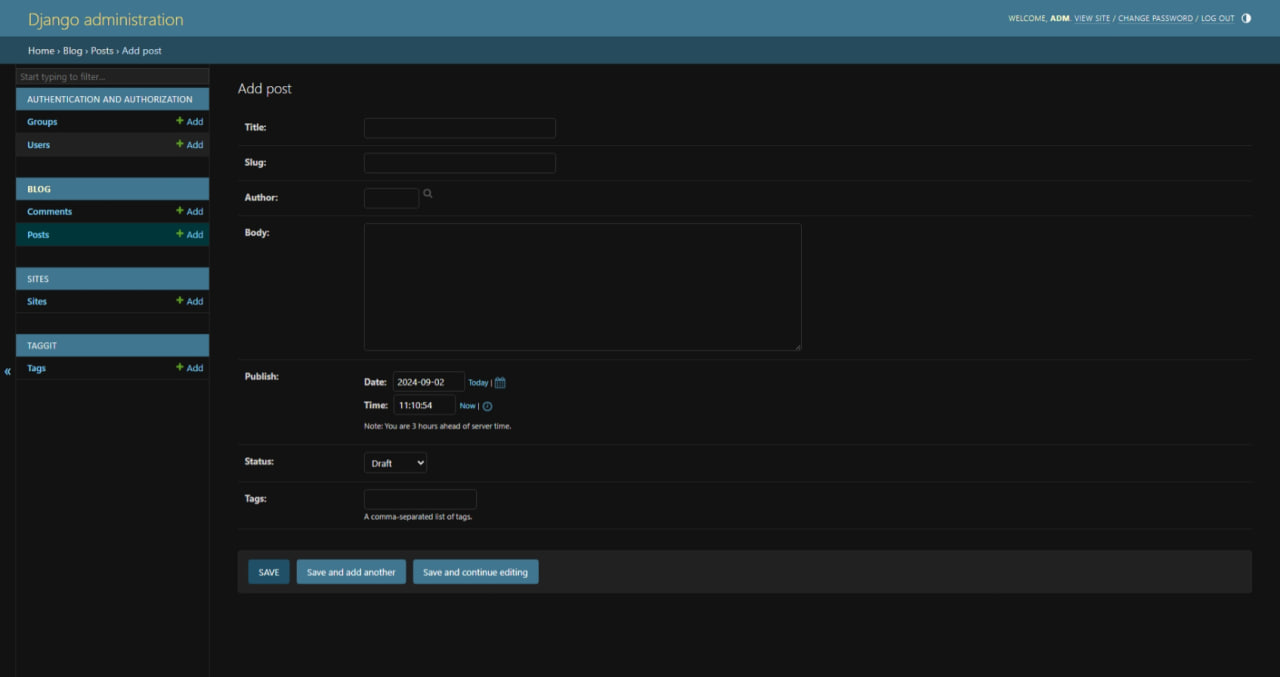 Django administration
WELCOME, ADM. VIEW SITE / CHANGE PASSWORD / LOG OUT
Home › Blog › Posts › Add post
Start typing to filter...
AUTHENTICATION AND AUTHORIZATION
Groups + Add
Users + Add
BLOG
Comments + Add
Posts + Add
SITES
Sites + Add
TAGGIT
Tags + Add
«
Add post
Title:
Slug:
Author:
Body:
Publish:
Date: 2024-09-02 Today |
Time: 11:10:54 Now |
Note: You are 3 hours ahead of server time.
Status: Draft
Tags:
A comma-separated list of tags.
SAVE Save and add another Save and continue editing